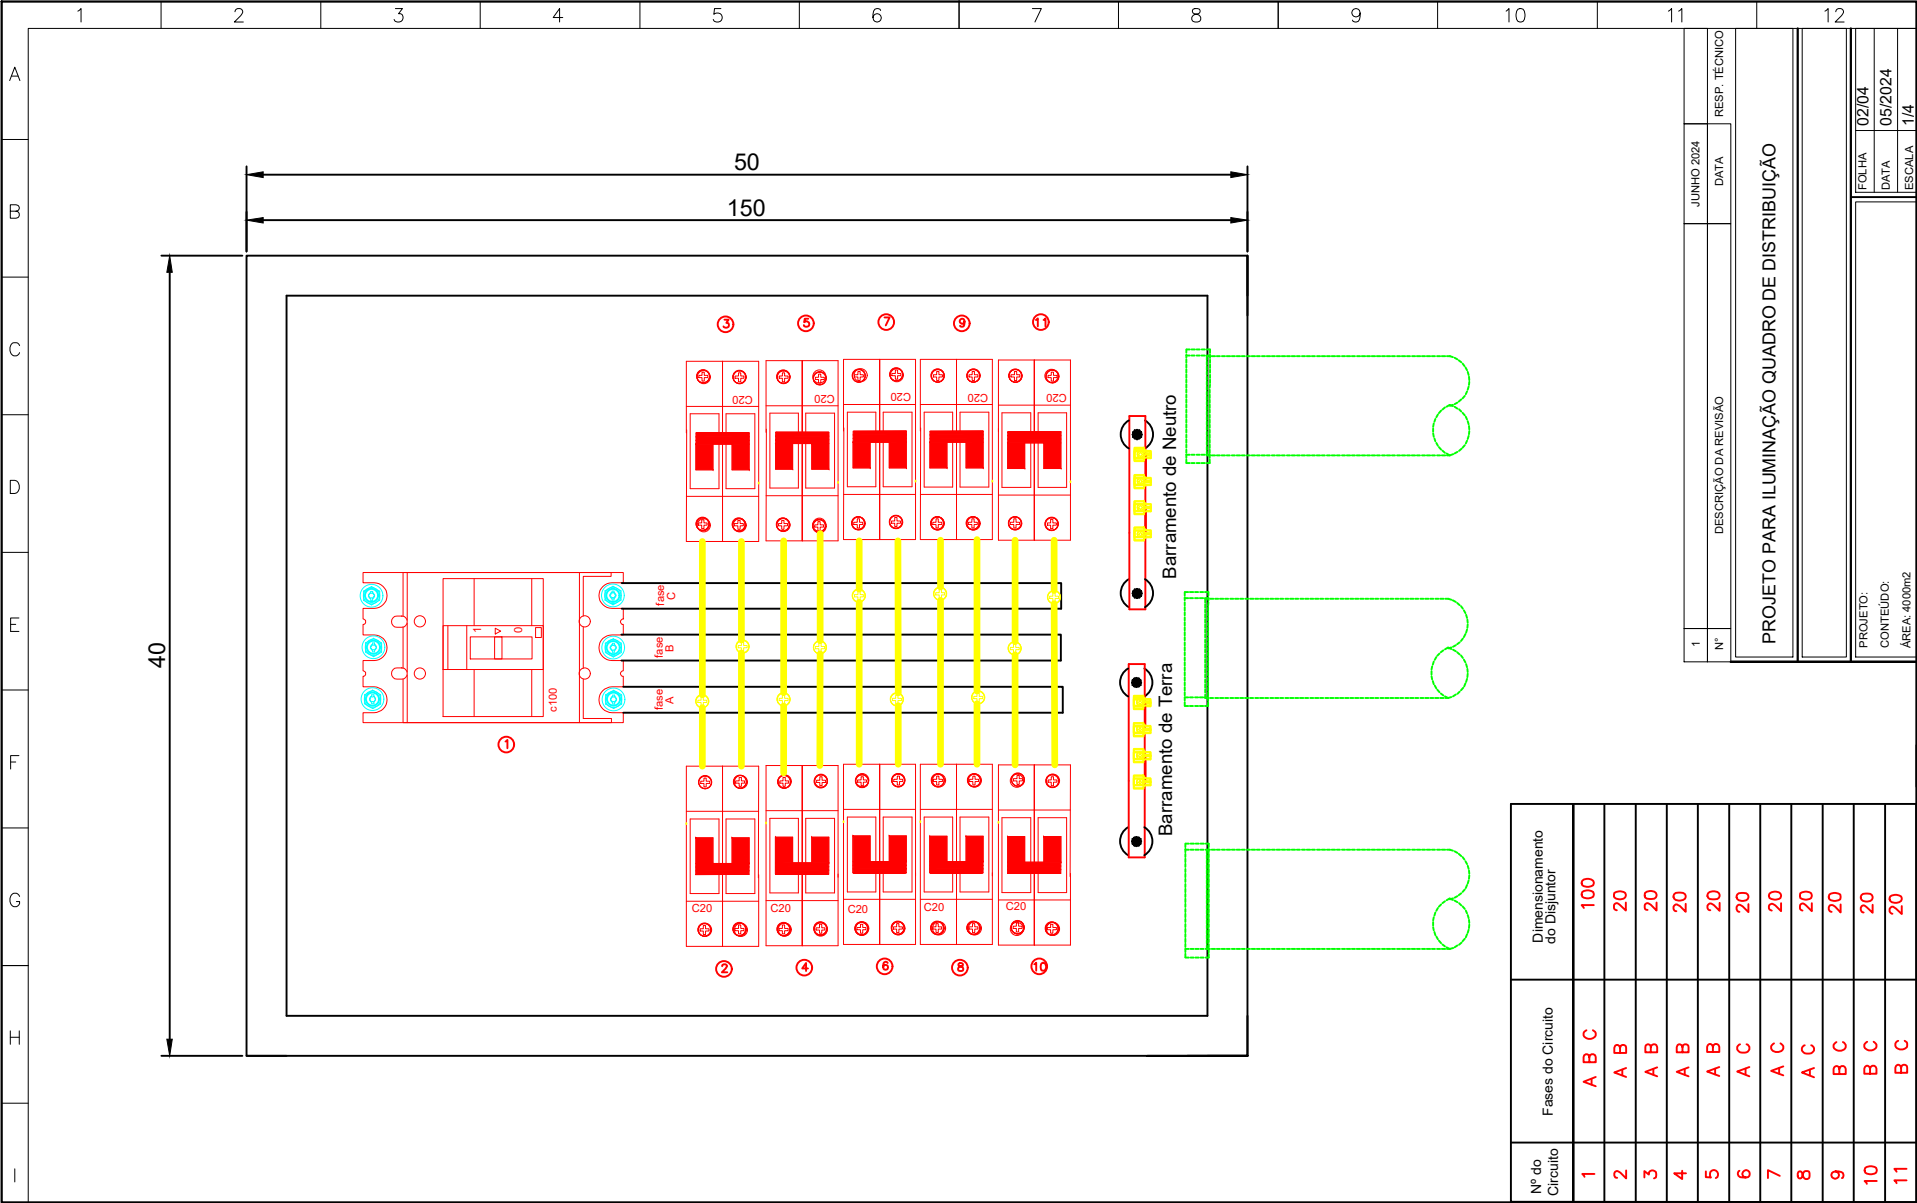 1 2 3 4 5 6 7 8 9 10 11 12
A
B
C
D
E
F
G
H
I
50
150
40
3 5 7 9 11
C20 C20 C20 C20 C20
fase C
fase B
fase A
1
0
c100
1
C20 C20 C20 C20 C20
2 4 6 8 10
Barramento de Neutro
Barramento de Terra
1 JUNHO 2024
Nº DESCRIÇÃO DA REVISÃO DATA RESP. TÉCNICO
PROJETO PARA ILUMINAÇÃO QUADRO DE DISTRIBUIÇÃO
PROJETO:
CONTEÚDO:
ÁREA: 4000m2
FOLHA 02/04
DATA 05/2024
ESCALA 1/4
Nº do Circuito Fases do Circuito Dimensionamento do Disjuntor
1 A B C 100
2 A B 20
3 A B 20
4 A B 20
5 A B 20
6 A C 20
7 A C 20
8 A C 20
9 B C 20
10 B C 20
11 B C 20